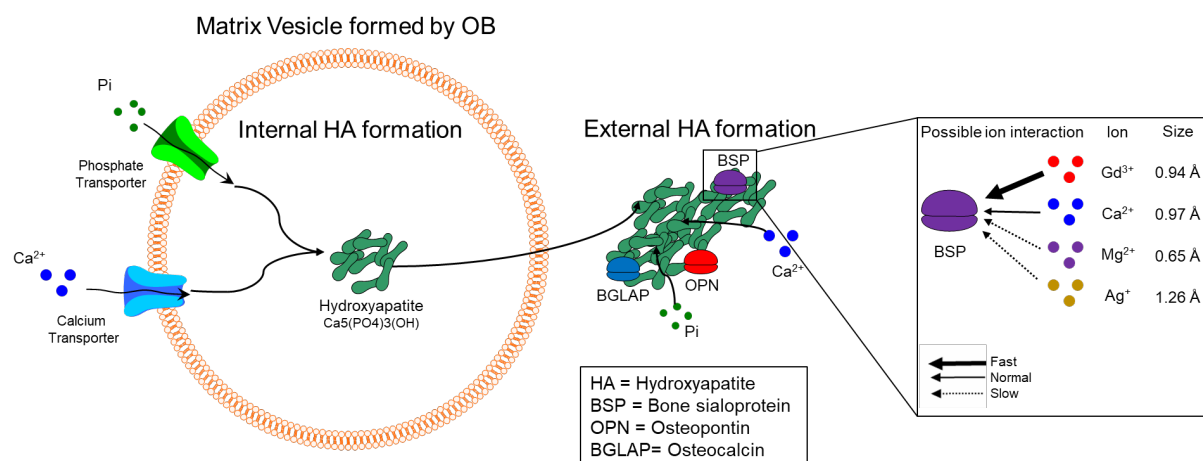 Matrix Vesicle formed by OB
Pi
Phosphate
Transporter
Internal HA formation
Ca²⁺
Calcium
Transporter
Hydroxyapatite
Ca5(PO4)3(OH)
External HA formation
BSP
BGLAP
OPN
Ca²⁺
Pi
HA = Hydroxyapatite
BSP = Bone sialoprotein
OPN = Osteopontin
BGLAP= Osteocalcin
Possible ion interaction Ion Size
Gd³⁺ 0.94 Å
Ca²⁺ 0.97 Å
BSP
Mg²⁺ 0.65 Å
Ag⁺ 1.26 Å
Fast
Normal
Slow